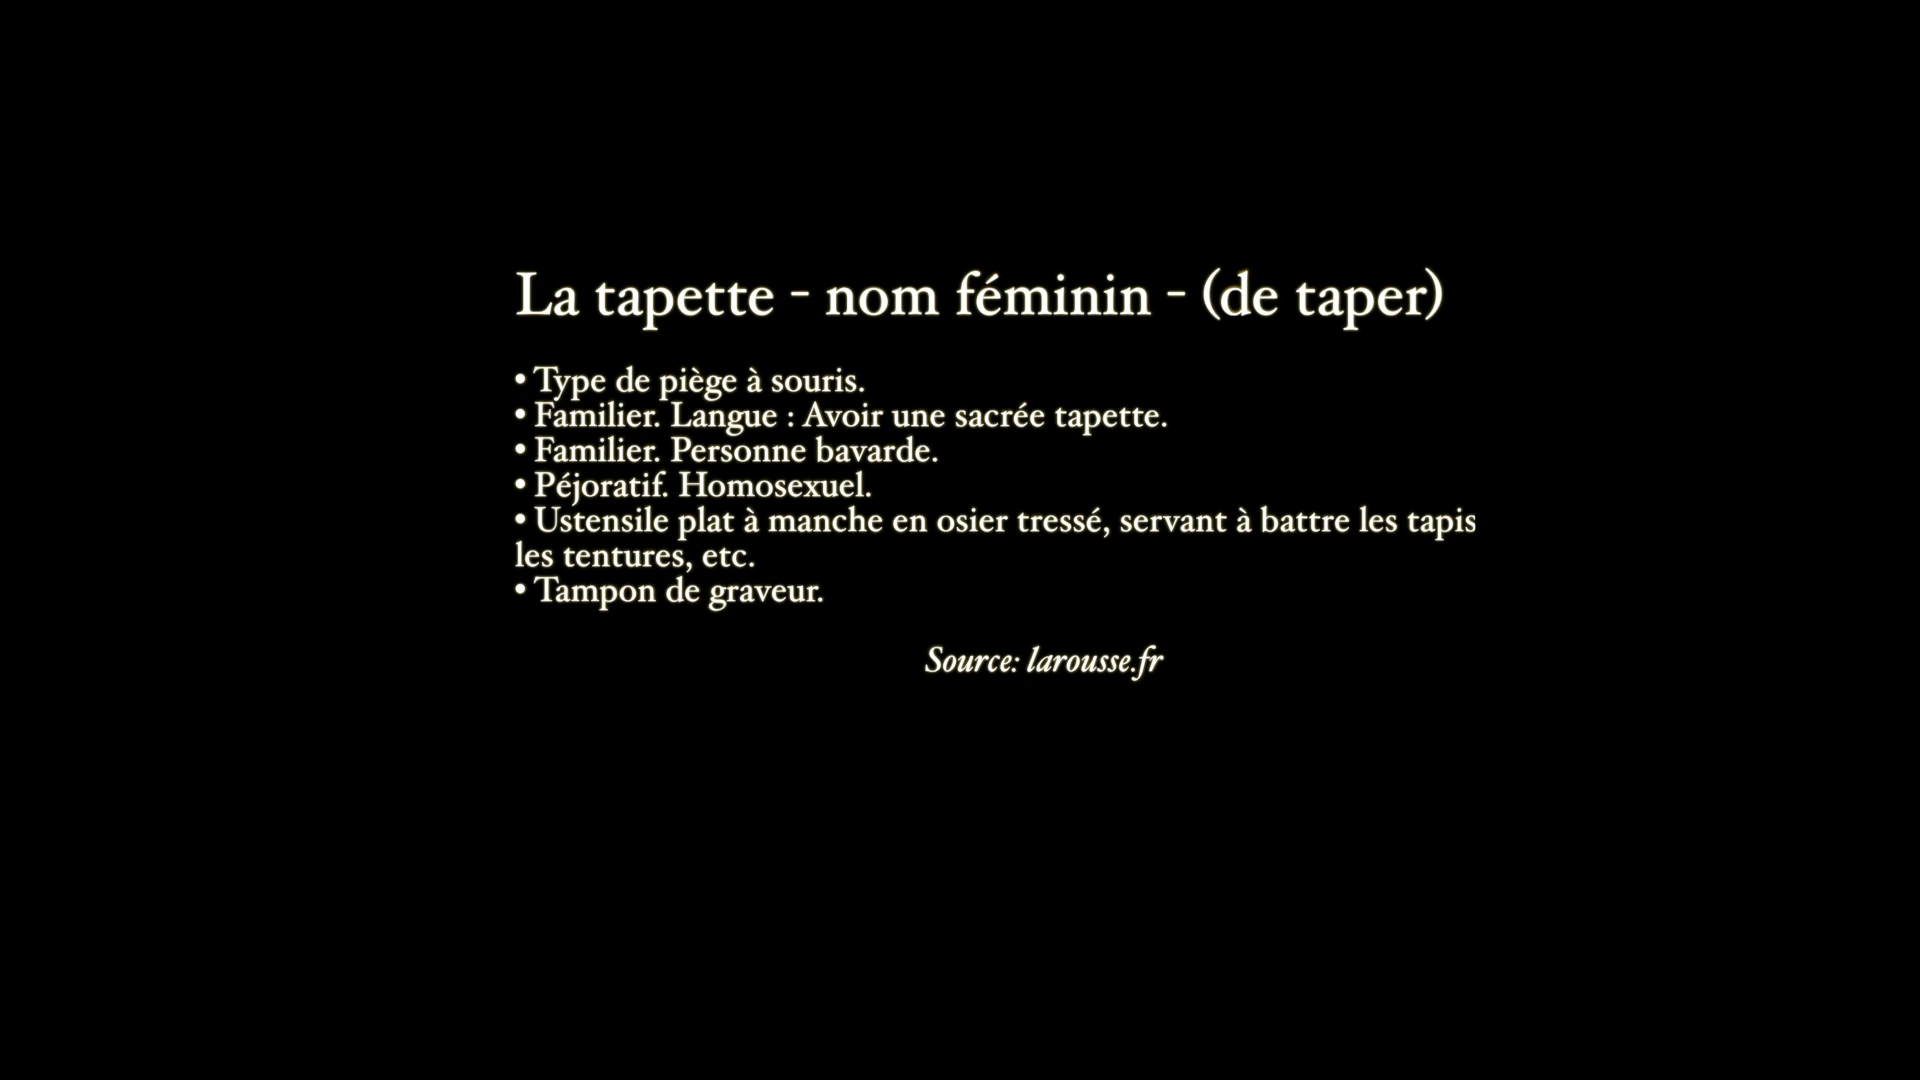 La tapette - nom féminin - (de taper)
• Type de piège à souris.
• Familier. Langue : Avoir une sacrée tapette.
• Familier. Personne bavarde.
• Péjoratif. Homosexuel.
• Ustensile plat à manche en osier tressé, servant à battre les tapis
les tentures, etc.
• Tampon de graveur.
Source: larousse.fr